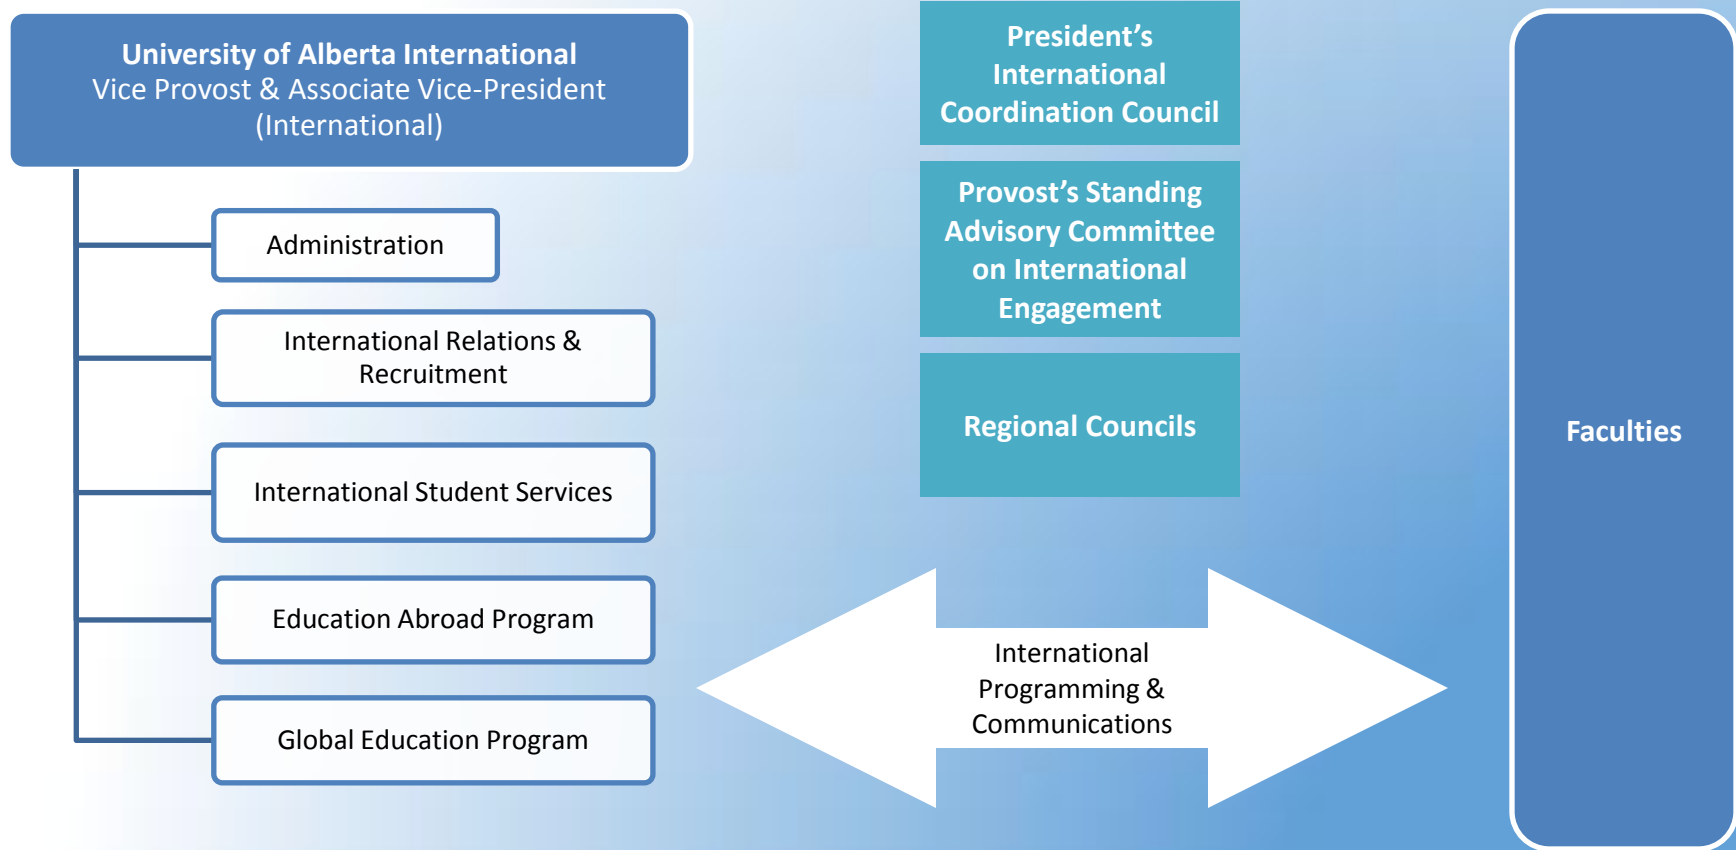 University of Alberta International
Vice Provost & Associate Vice-President
(International)
Administration
International Relations &
Recruitment
International Student Services
Education Abroad Program
Global Education Program
President’s
International
Coordination Council
Provost’s Standing
Advisory Committee
on International
Engagement
Regional Councils
International
Programming &
Communications
Faculties